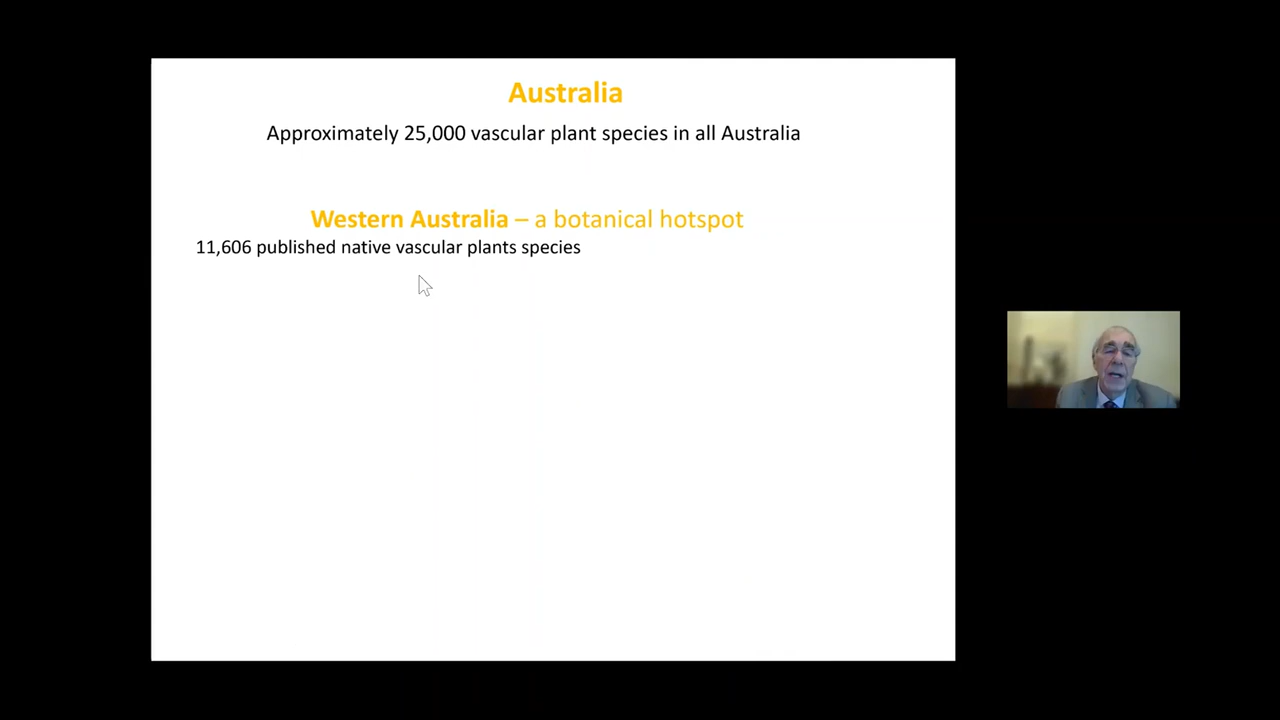 Australia
Approximately 25,000 vascular plant species in all Australia
Western Australia – a botanical hotspot
11,606 published native vascular plants species